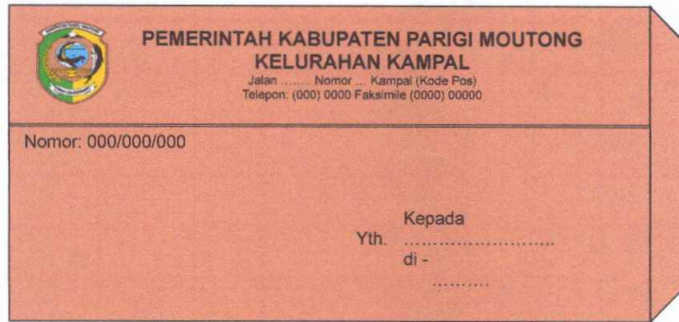 PEMERINTAH KABUPATEN PARIGI MOUTONG
KELURAHAN KAMPAL
Jalan ........ Nomor ... Kampal (Kode Pos)
Telepon: (000) 0000 Faksimile (0000) 00000
Nomor: 000/000/000
Kepada
Yth. ..............................
di -
..........